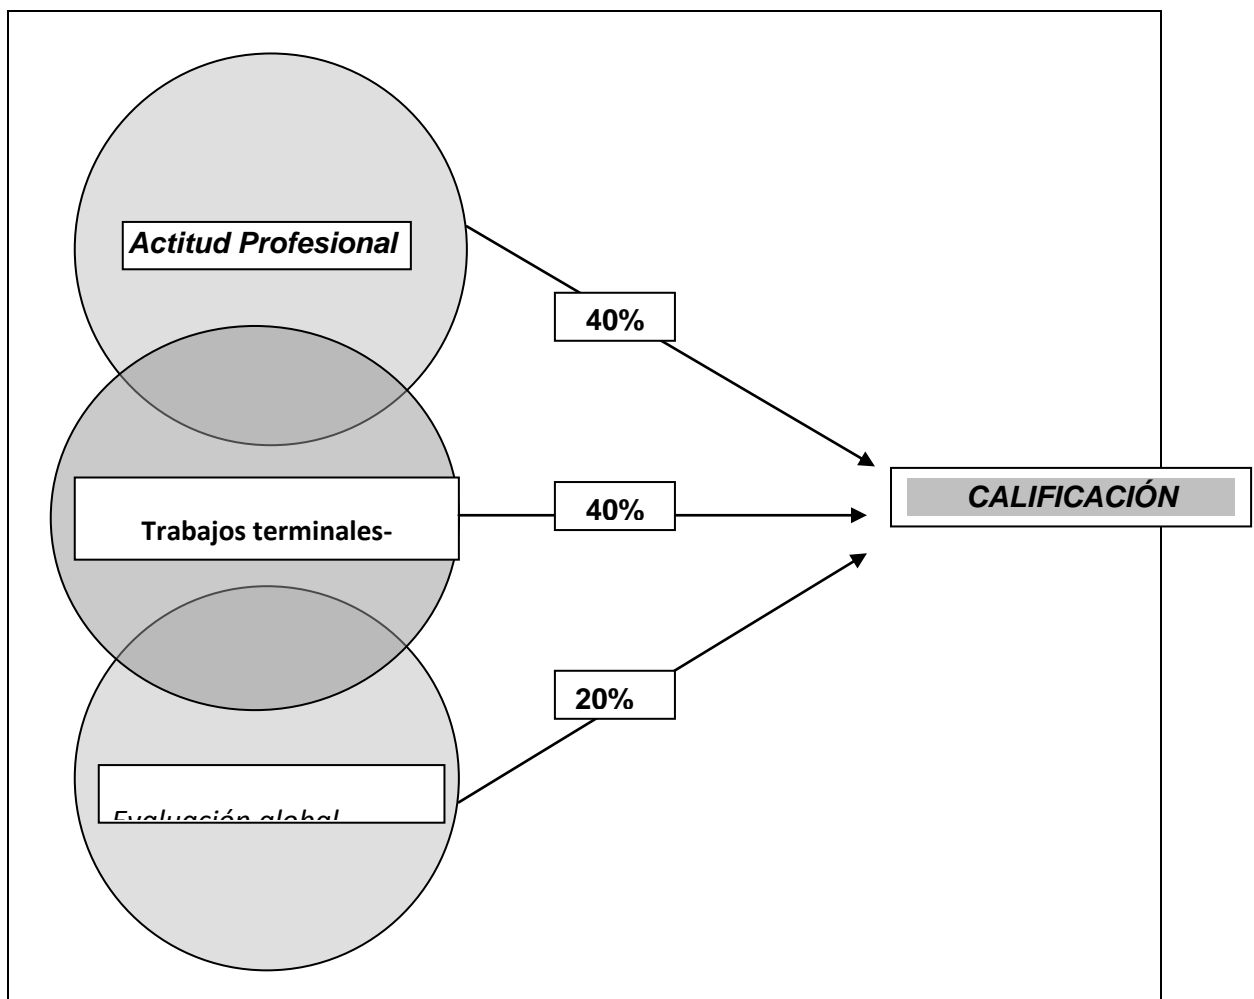 Actitud Profesional
40%
Trabajos terminales-
40%
CALIFICACIÓN
20%
Evaluación global